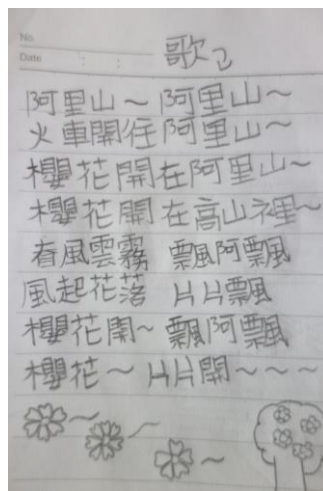 No.
Date : :
歌2
阿里山～阿里山～
火車開往阿里山～
櫻花開在阿里山～
櫻花開在高山裡～
春風雲霧 飄阿飄
風起花落 片片飄
櫻花開～飄阿飄
櫻花～片片開～～～